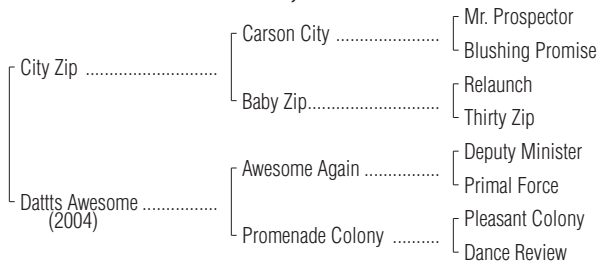 Mr. Prospector
Carson City ..................
Blushing Promise
City Zip .......................
Relaunch
Baby Zip.......................
Thirty Zip
Deputy Minister
Awesome Again .............
Primal Force
Dattts Awesome .............
(2004)
Pleasant Colony
Promenade Colony ........
Dance Review